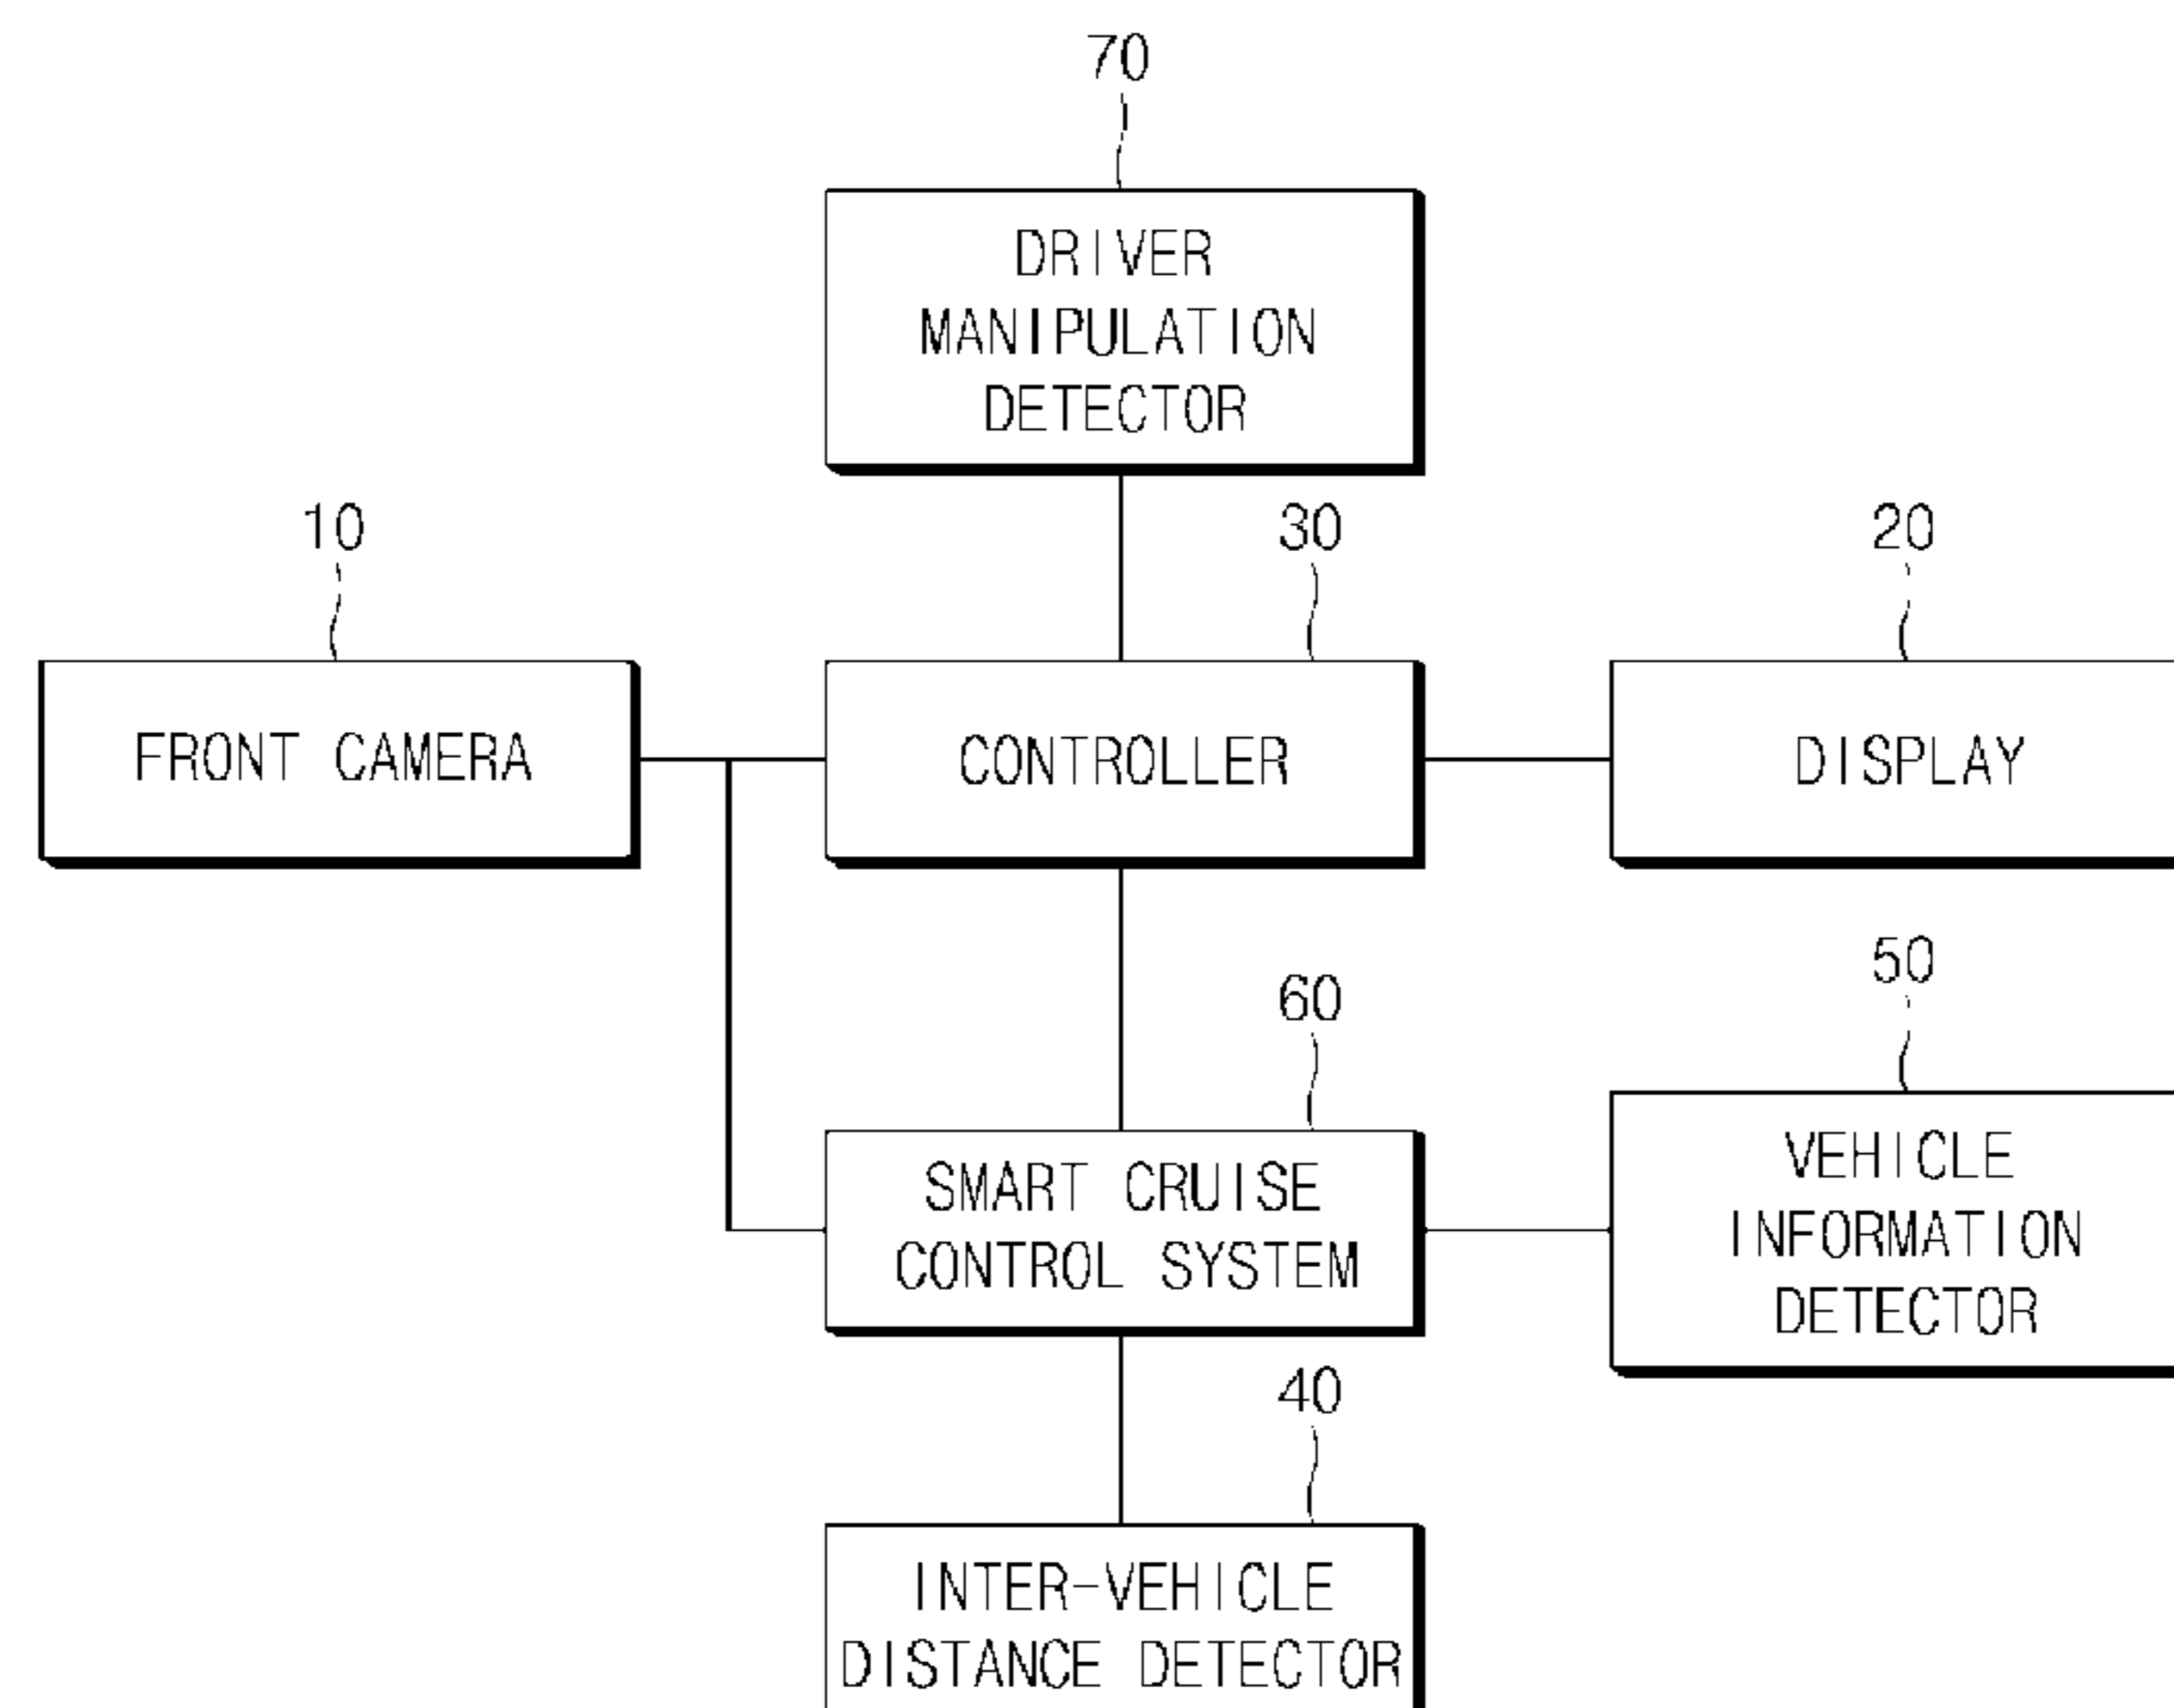 70
DRIVER
MANIPULATION
DETECTOR
10
30
20
FRONT CAMERA
CONTROLLER
DISPLAY
60
50
SMART CRUISE
CONTROL SYSTEM
VEHICLE
INFORMATION
DETECTOR
40
INTER-VEHICLE
DISTANCE DETECTOR